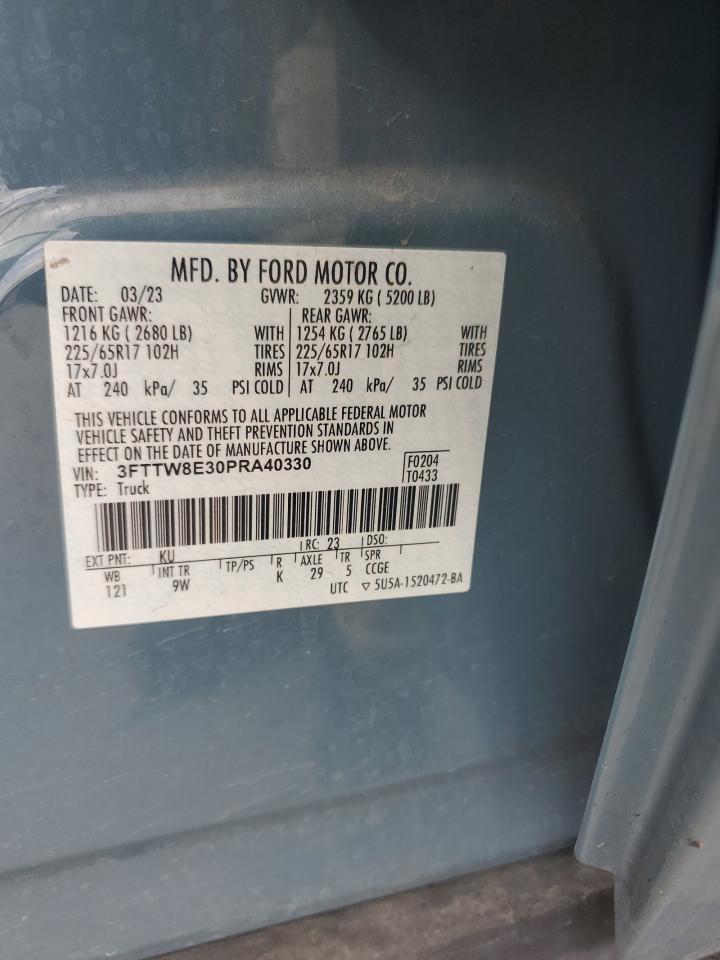 MFD. BY FORD MOTOR CO.
DATE: 03/23 GVWR: 2359 KG ( 5200 LB)
FRONT GAWR: REAR GAWR:
1216 KG ( 2680 LB) WITH 1254 KG ( 2765 LB) WITH
225/65R17 102H TIRES 225/65R17 102H TIRES
17x7.0J RIMS 17x7.0J RIMS
AT 240 kPa/ 35 PSI COLD AT 240 kPa/ 35 PSI COLD
THIS VEHICLE CONFORMS TO ALL APPLICABLE FEDERAL MOTOR
VEHICLE SAFETY AND THEFT PREVENTION STANDARDS IN
EFFECT ON THE DATE OF MANUFACTURE SHOWN ABOVE.
VIN: 3FTTW8E30PRA40330 F0204
TYPE: Truck T0433
EXT PNT: KU RC: 23 DSO:
WB INT TR TP/PS R AXLE TR SPR
121 9W K 29 5 CCGE
UTC ▽ 5U5A-1520472-BA